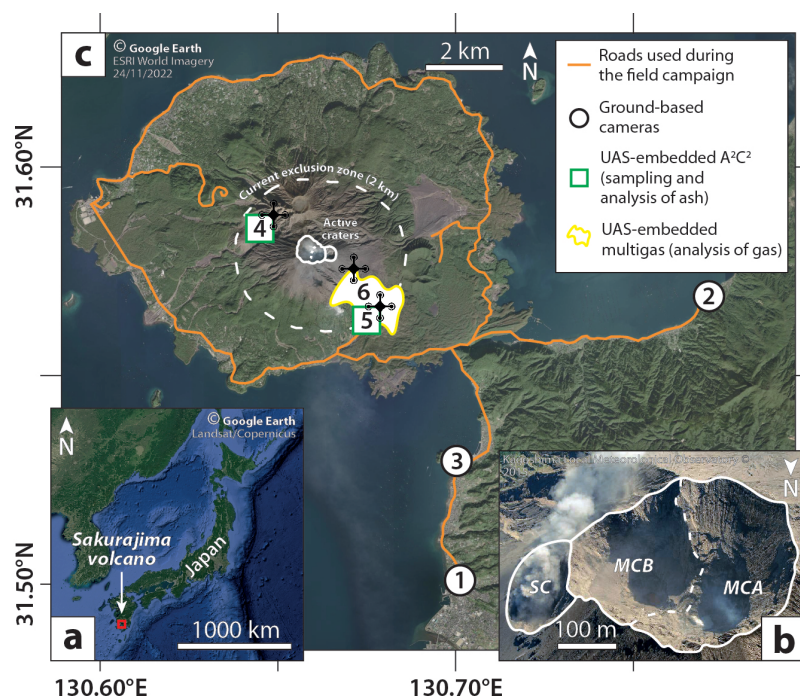 c
© Google Earth
ESRI World Imagery
24/11/2022
2 km
N
Roads used during
the field campaign
Ground-based
cameras
UAS-embedded A²C²
(sampling and
analysis of ash)
UAS-embedded
multigas (analysis of gas)
31.60°N
31.50°N
Current exclusion zone (2 km)
Active
craters
4
6
5
2
3
1
N
© Google Earth
Landsat/Copernicus
Sakurajima
volcano
Japan
1000 km
a
Meteorological Observatory ©
N
SC
MCB
MCA
100 m
b
130.60°E
130.70°E